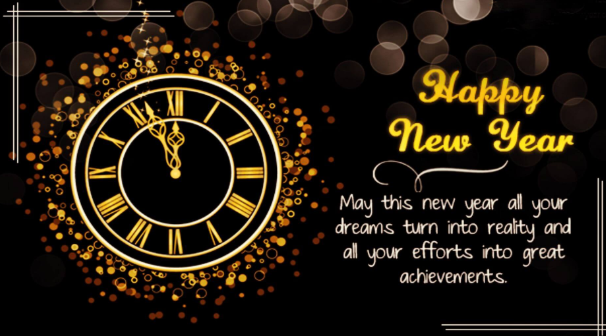 Happy
New Year
May this new year all your
dreams turn into reality and
all your efforts into great
achievements.